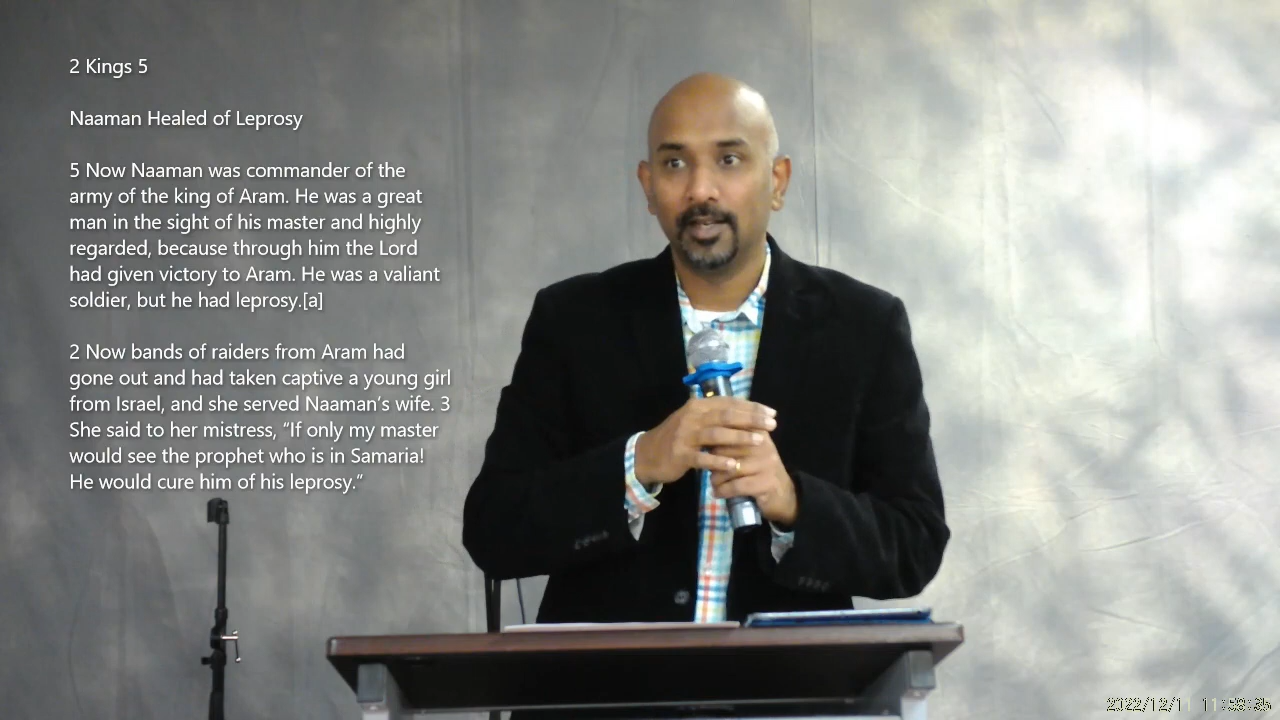 2 Kings 5
Naaman Healed of Leprosy
5 Now Naaman was commander of the
army of the king of Aram. He was a great
man in the sight of his master and highly
regarded, because through him the Lord
had given victory to Aram. He was a valiant
soldier, but he had leprosy.[a]
2 Now bands of raiders from Aram had
gone out and had taken captive a young girl
from Israel, and she served Naaman’s wife. 3
She said to her mistress, “If only my master
would see the prophet who is in Samaria!
He would cure him of his leprosy.“
2022/12/11